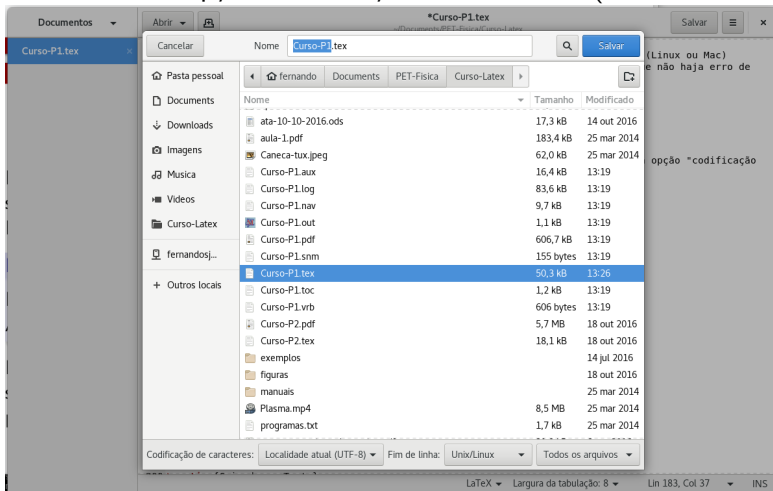 Documentos
Abrir
*Curso-P1.tex
~/Documents/PET-Fisica/Curso-Latex
Salvar
Curso-P1.tex
Cancelar
Nome
Curso-P1.tex
Salvar
(Linux ou Mac)
e não haja erro de
opção "codificação
Pasta pessoal
Documents
Downloads
Imagens
Musica
Videos
Curso-Latex
fernandosj...
+ Outros locais
fernando Documents PET-Fisica Curso-Latex
Nome Tamanho Modificado
ata-10-10-2016.ods 17,3 kB 14 out 2016
aula-1.pdf 183,4 kB 25 mar 2014
Caneca-tux.jpeg 62,0 kB 25 mar 2014
Curso-P1.aux 16,4 kB 13:19
Curso-P1.log 83,6 kB 13:19
Curso-P1.nav 9,7 kB 13:19
Curso-P1.out 1,1 kB 13:19
Curso-P1.pdf 606,7 kB 13:19
Curso-P1.snm 155 bytes 13:19
Curso-P1.tex 50,3 kB 13:26
Curso-P1.toc 1,2 kB 13:19
Curso-P1.vrb 606 bytes 13:19
Curso-P2.pdf 5,7 MB 18 out 2016
Curso-P2.tex 18,1 kB 18 out 2016
exemplos 14 jul 2016
figuras 18 out 2016
manuais 25 mar 2014
Plasma.mp4 8,5 MB 25 mar 2014
programas.txt 1,7 kB 25 mar 2014
Codificação de caracteres: Localidade atual (UTF-8) Fim de linha: Unix/Linux Todos os arquivos
LaTeX Largura da tabulação: 8 Lin 183, Col 37 INS